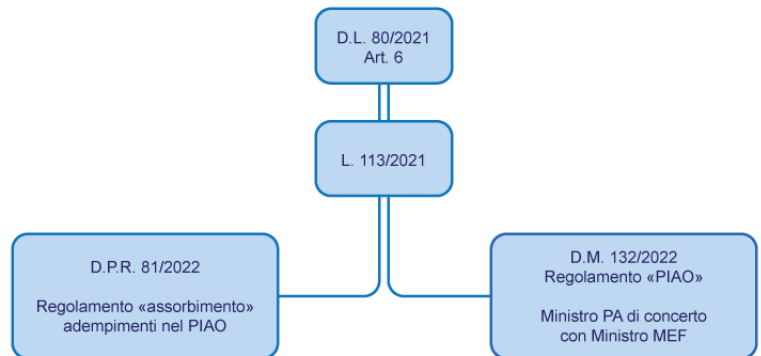 D.L. 80/2021
Art. 6
L. 113/2021
D.P.R. 81/2022
Regolamento «assorbimento»
adempimenti nel PIAO
D.M. 132/2022
Regolamento «PIAO»
Ministro PA di concerto
con Ministro MEF